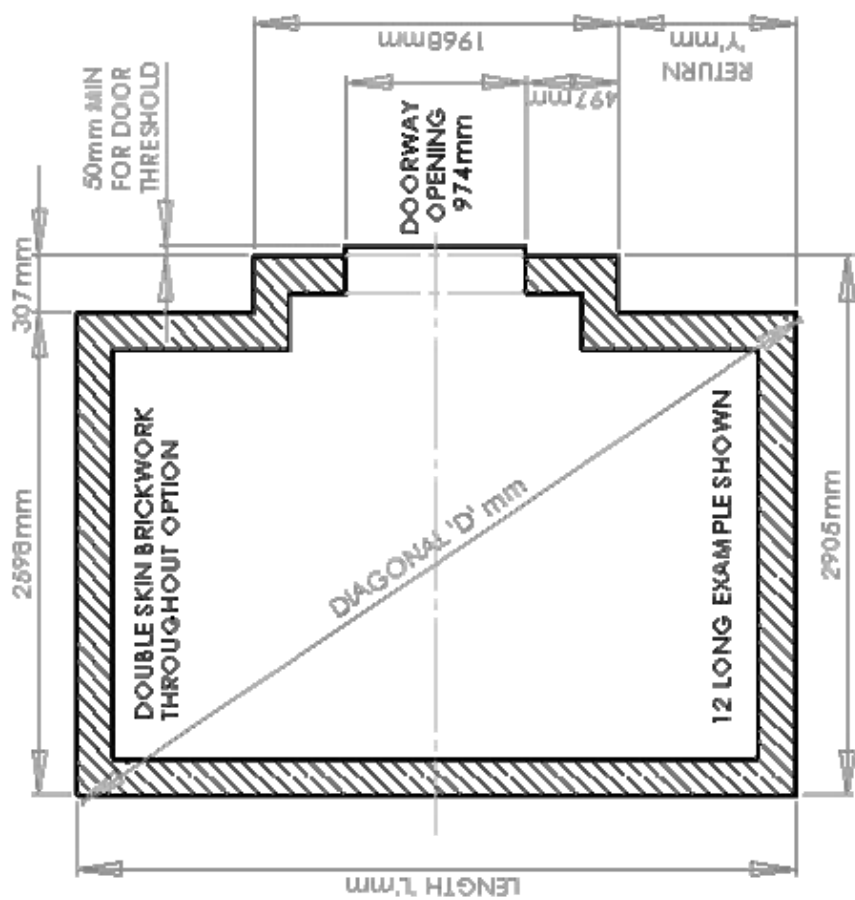 LENGTH 'L'mm
2598mm
307mm
50mm MIN
FOR DOOR
THRESHOLD
DOUBLE SKIN BRICKWORK
THROUGHOUT OPTION
DIAGONAL 'D' mm
1968mm
DOORWAY
OPENING
974mm
497mm
RETURN
'Y'mm
12 LONG EXAMPLE SHOWN
2905mm